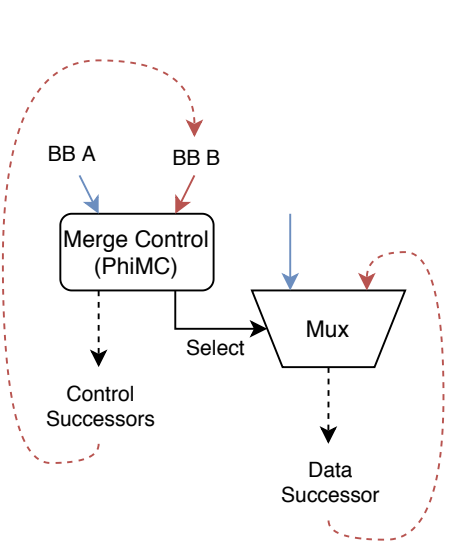 BB A
BB B
Merge Control
(PhiMC)
Select
Mux
Control
Successors
Data
Successor